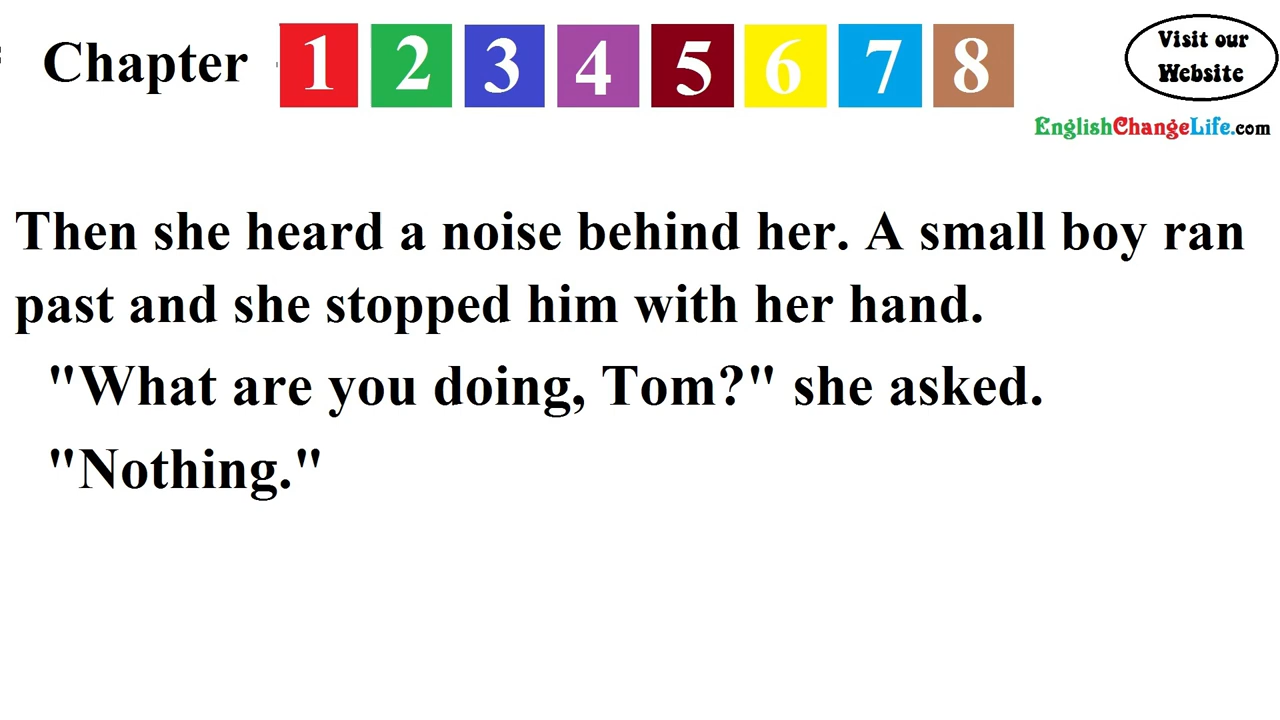 Chapter 1 2 3 4 5 6 7 8
Visit our
Website
EnglishChangeLife.com
Then she heard a noise behind her. A small boy ran
past and she stopped him with her hand.
"What are you doing, Tom?" she asked.
"Nothing."